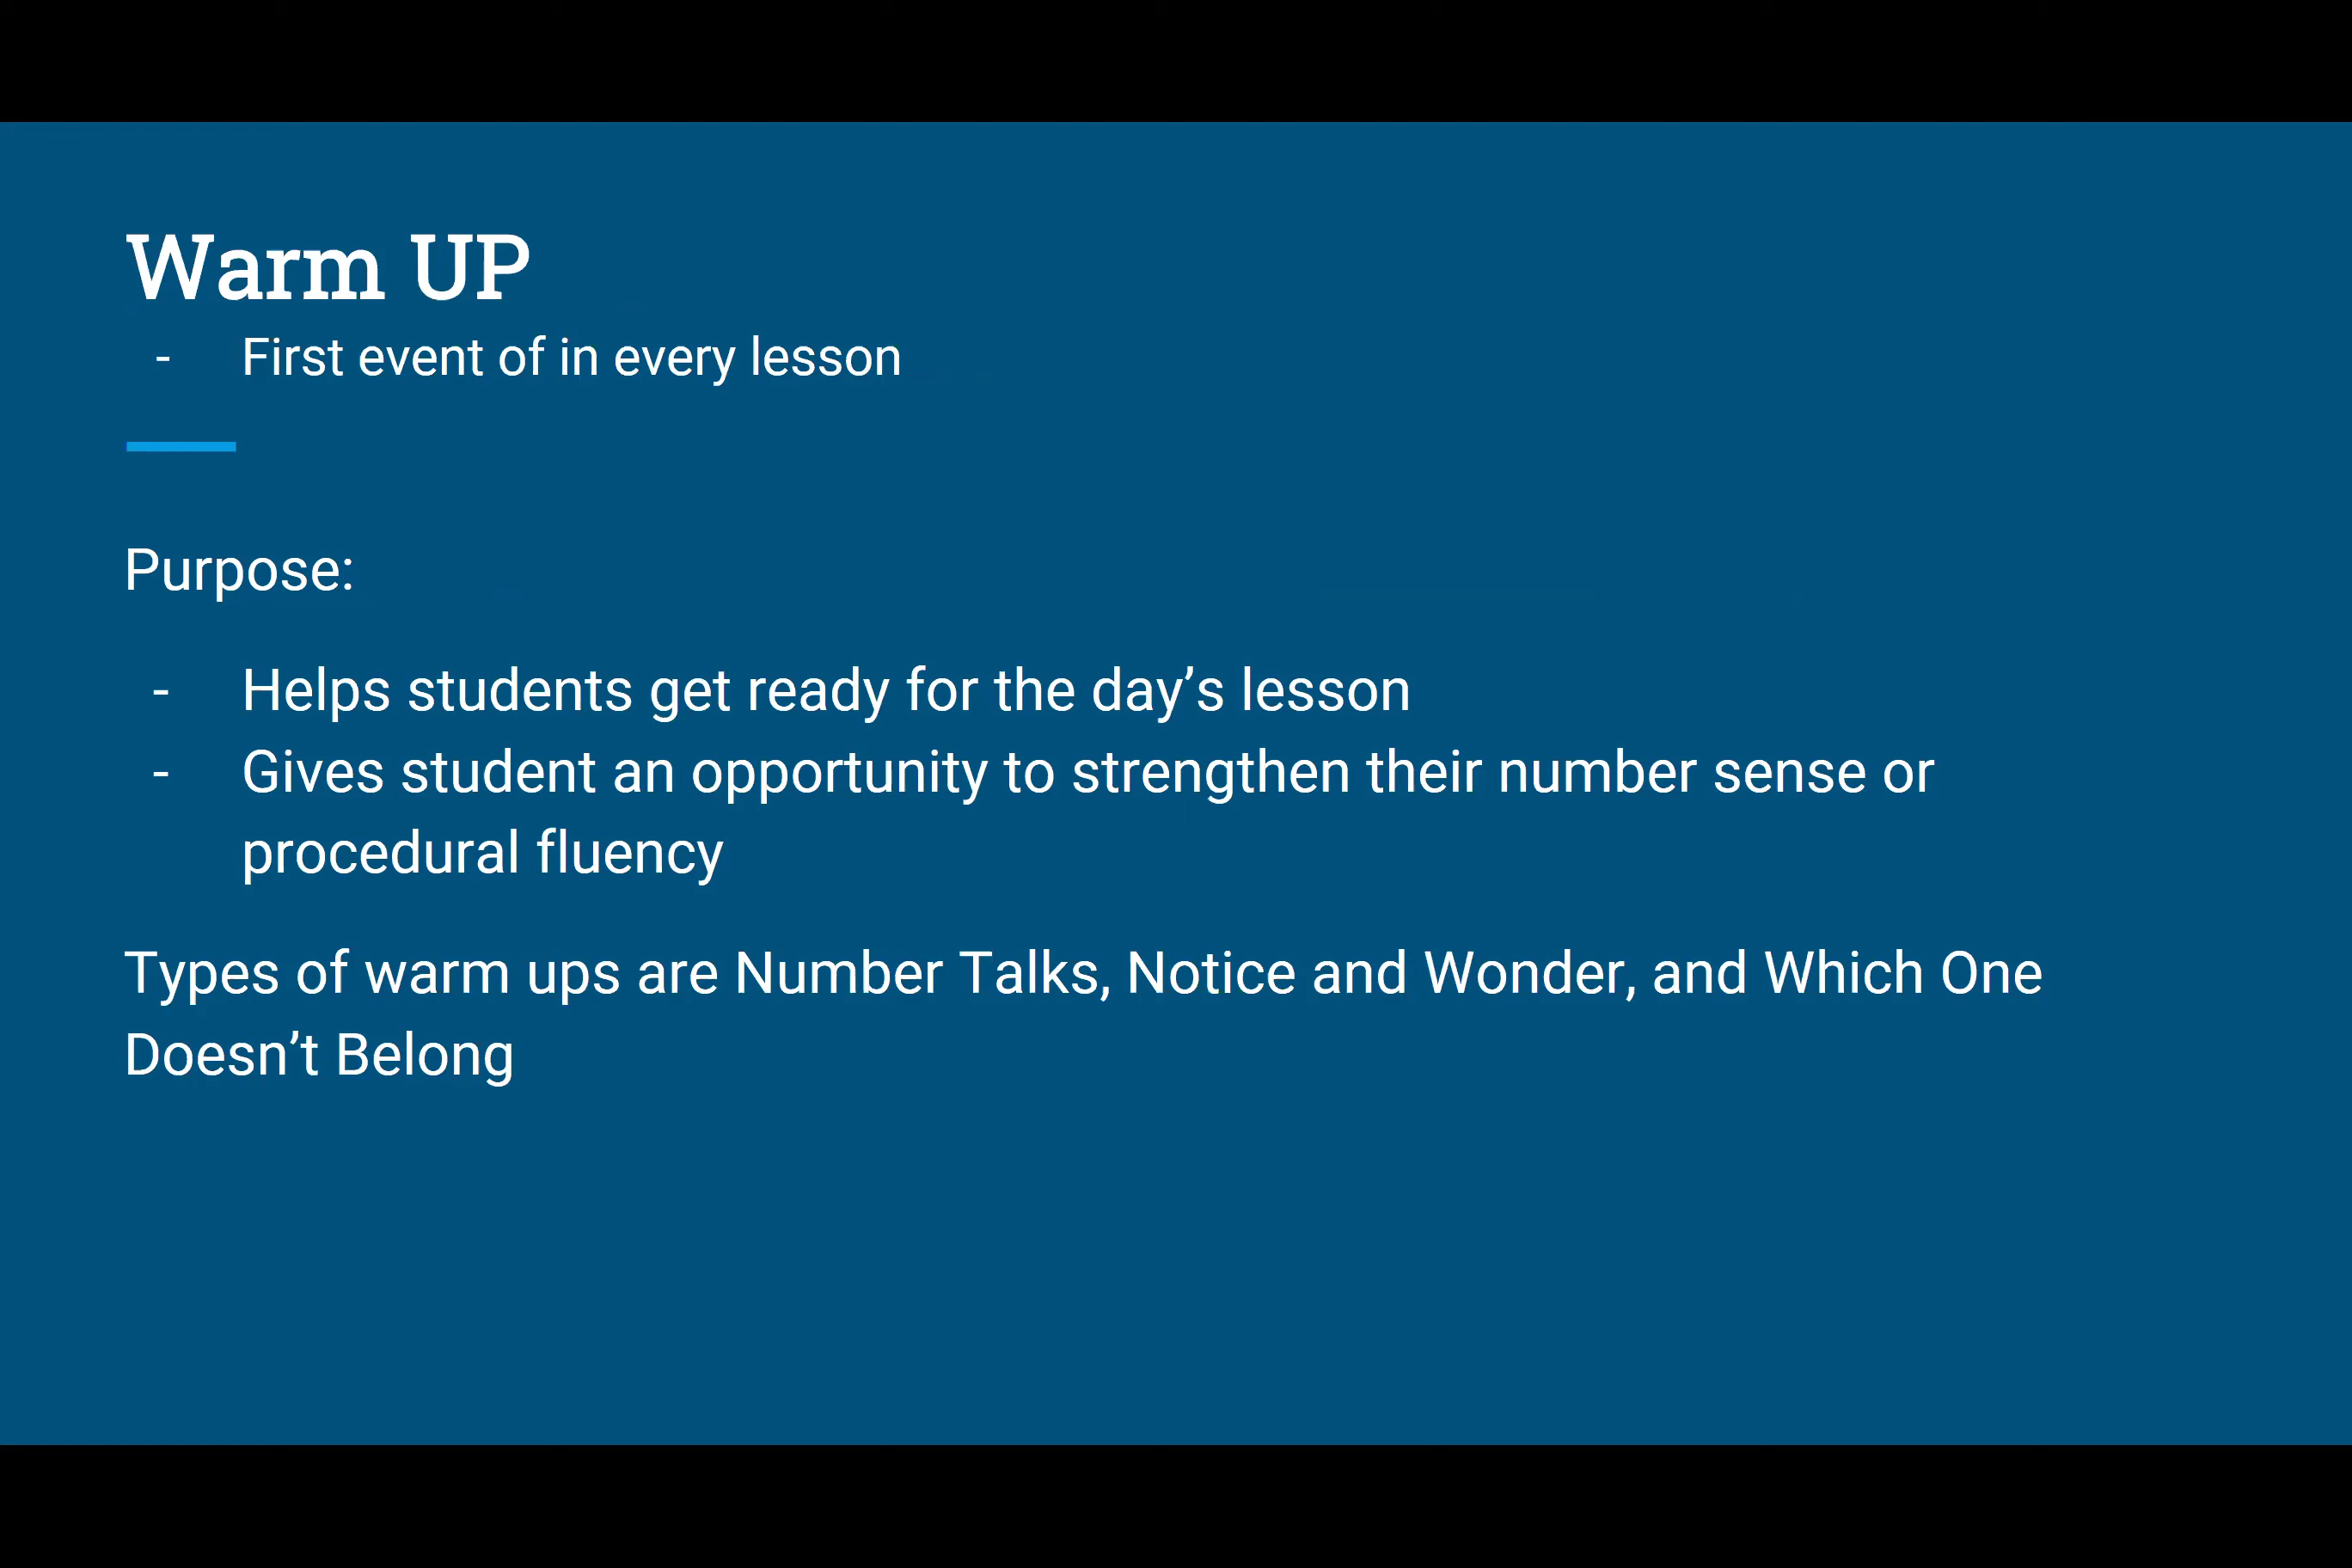 Warm UP
- First event of in every lesson
Purpose:
- Helps students get ready for the day’s lesson
- Gives student an opportunity to strengthen their number sense or
procedural fluency
Types of warm ups are Number Talks, Notice and Wonder, and Which One
Doesn’t Belong